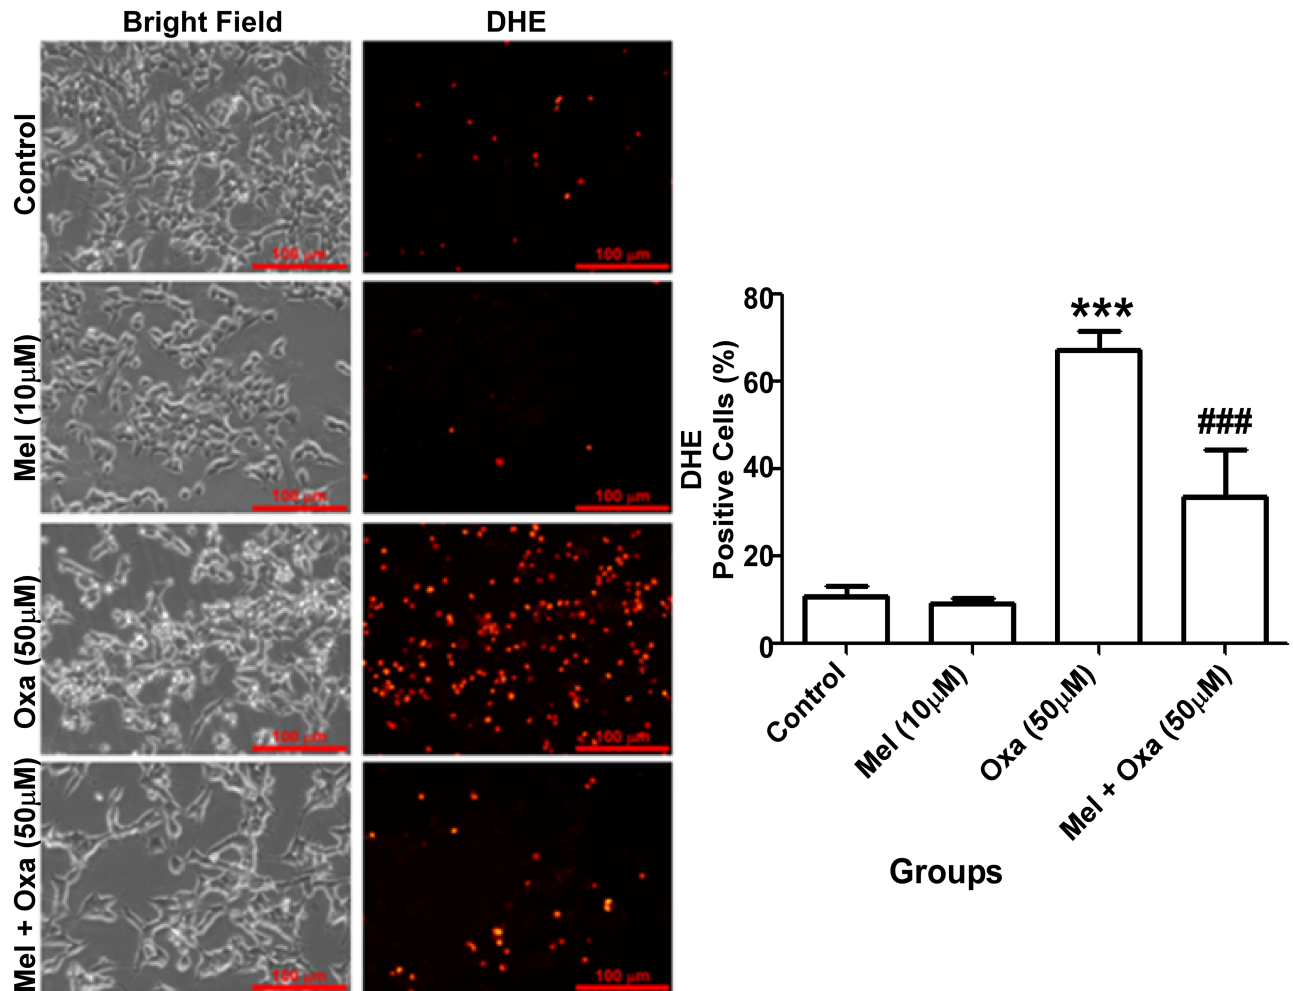 Bright Field
DHE
Control
100 μm
100 μm
Mel (10μM)
100 μm
100 μm
Oxa (50μM)
100 μm
100 μm
Mel + Oxa (50μM)
100 μm
100 μm
DHE
Positive Cells (%)
80
60
40
20
0
***
###
Control
Mel (10μM)
Oxa (50μM)
Mel + Oxa (50μM)
Groups